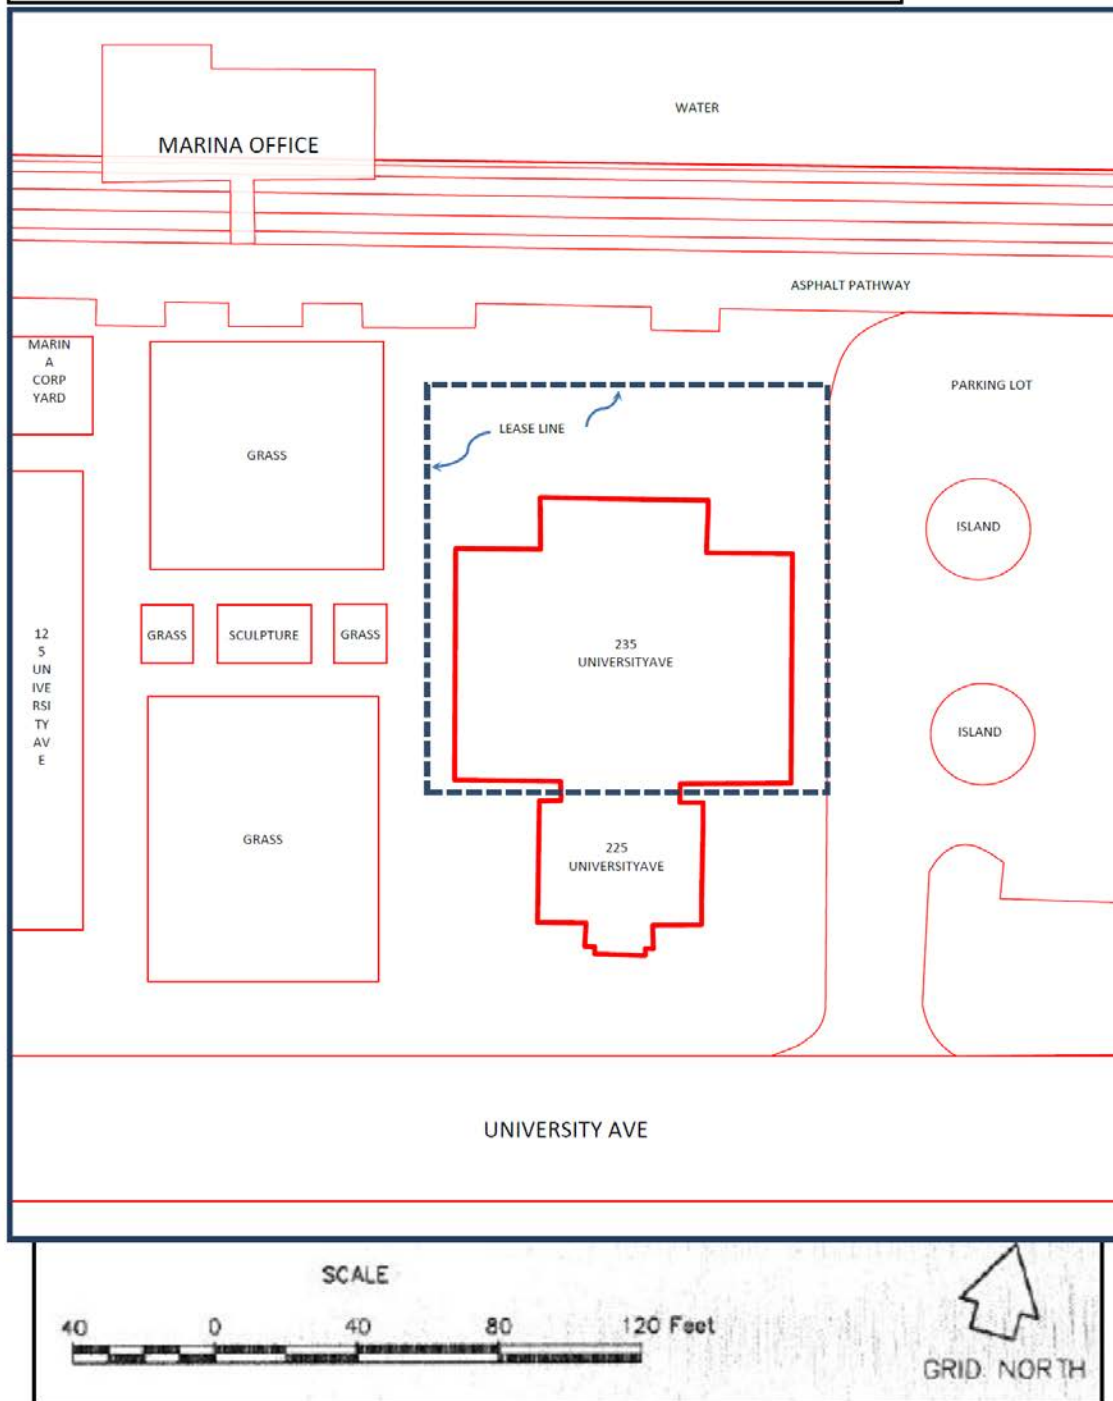 WATER
MARINA OFFICE
ASPHALT PATHWAY
MARIN
A
CORP
YARD
PARKING LOT
LEASE LINE
GRASS
ISLAND
12
5
UN
IVE
RSI
TY
AV
E
GRASS
SCULPTURE
GRASS
235
UNIVERSITYAVE
ISLAND
GRASS
225
UNIVERSITYAVE
UNIVERSITY AVE
SCALE
40 0 40 80 120 Feet
GRID NORTH